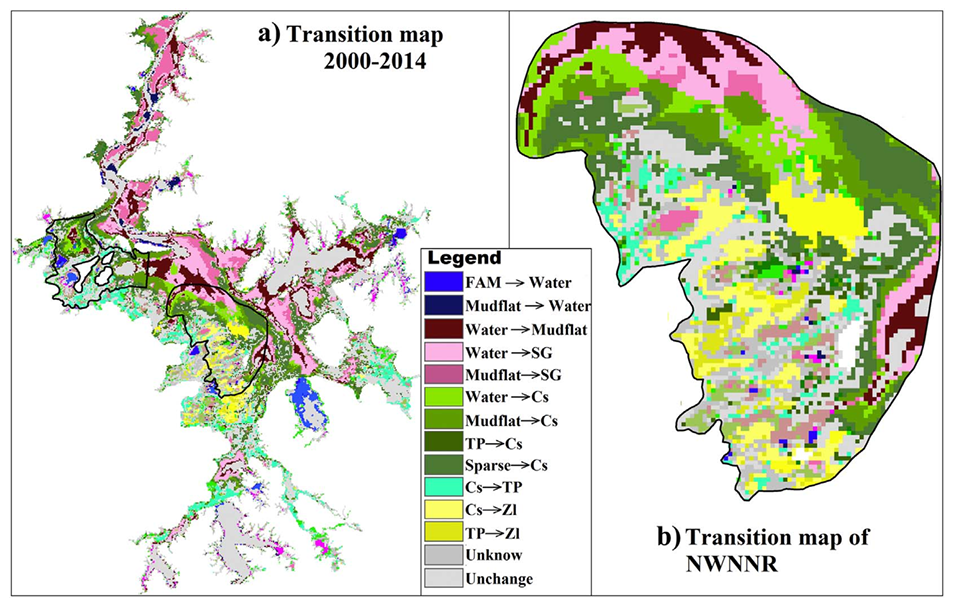 a) Transition map
2000-2014
Legend
FAM → Water
Mudflat → Water
Water → Mudflat
Water → SG
Mudflat→SG
Water→Cs
Mudflat→Cs
TP→Cs
Sparse→Cs
Cs→TP
Cs→Zl
TP→Zl
Unknow
Unchange
b) Transition map of
NWNNR